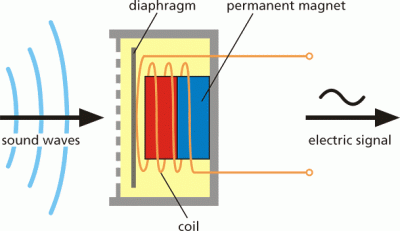 diaphragm
permanent magnet
sound waves
electric signal
coil